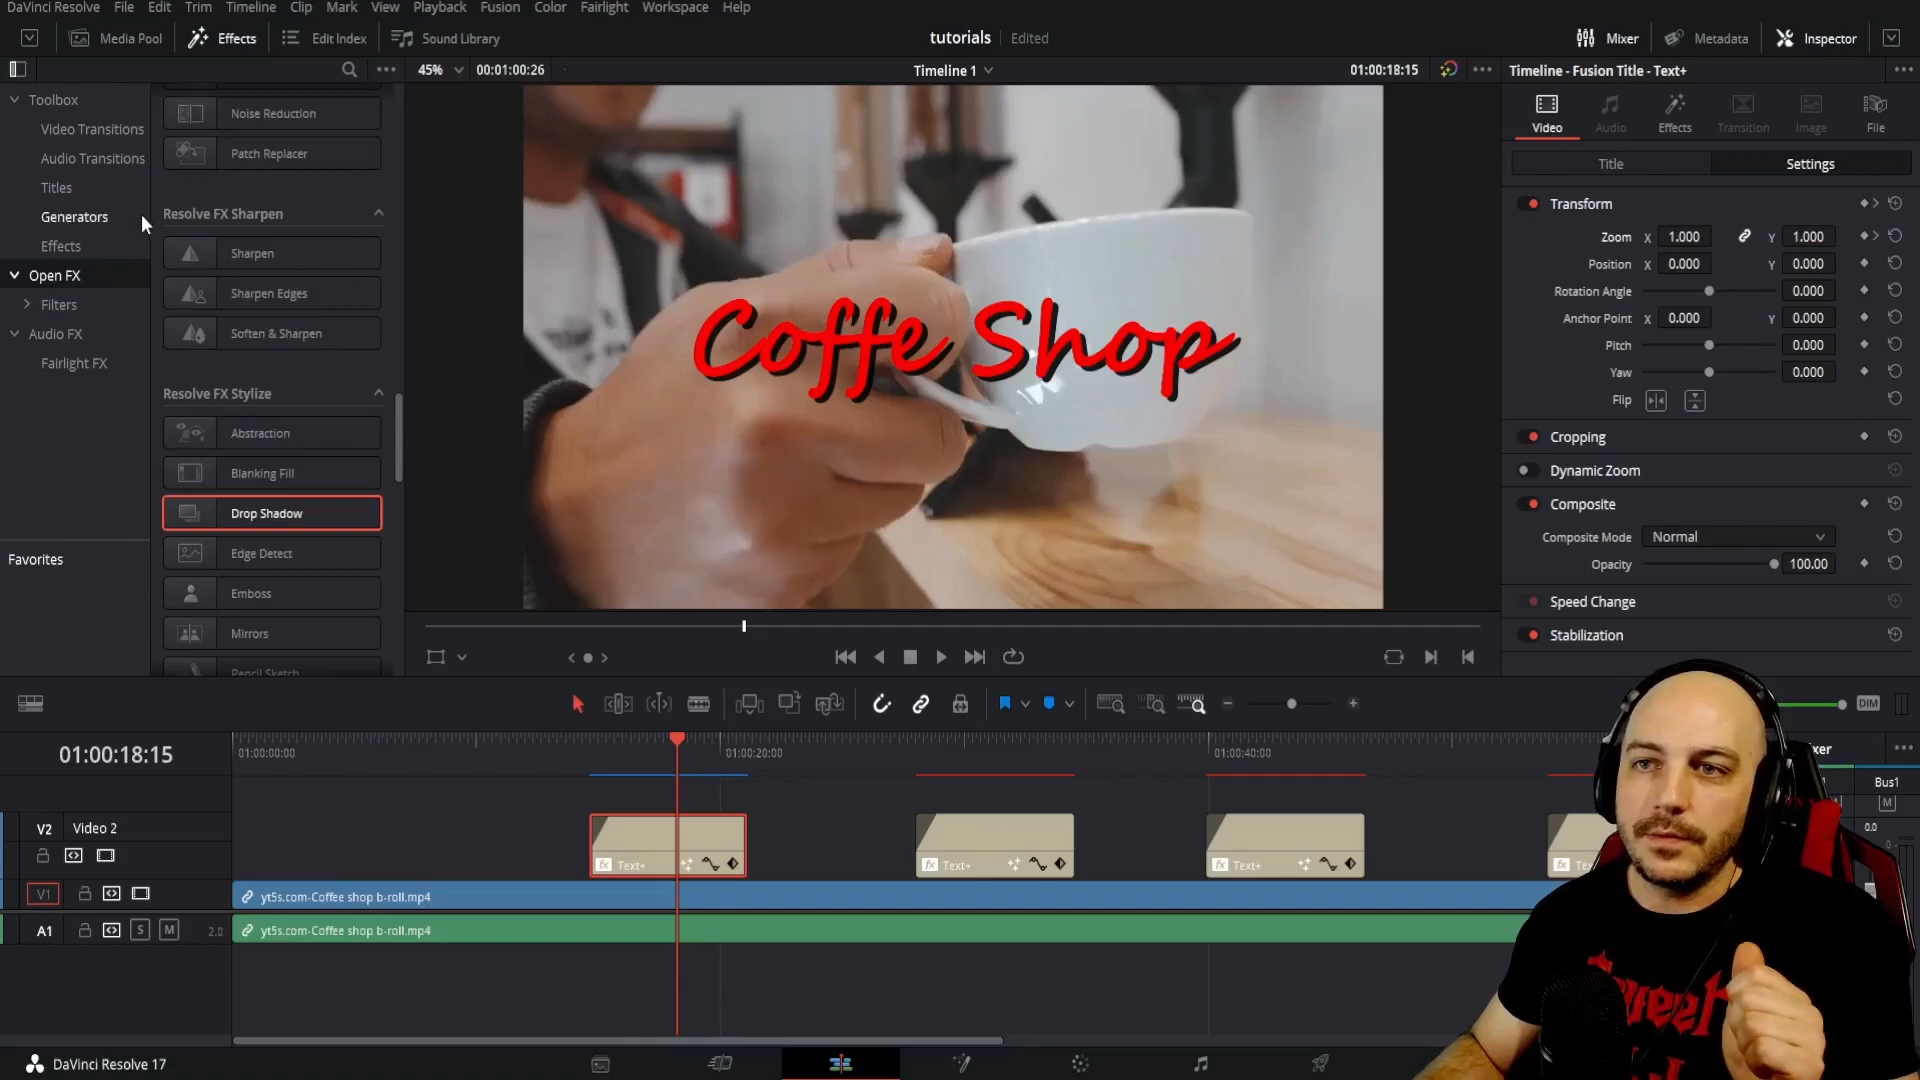 DaVinci Resolve File Edit Trim Timeline Clip Mark View Playback Fusion Color Fairlight Workspace Help
Media Pool Effects Edit Index Sound Library tutorials Edited Mixer Metadata Inspector
45% 00:01:00:26 Timeline 1 01:00:18:15 Timeline - Fusion Title - Text+
Toolbox
Video Transitions
Audio Transitions
Titles
Generators
Effects
Open FX
Filters
Audio FX
Fairlight FX
Favorites
Noise Reduction
Patch Replacer
Resolve FX Sharpen
Sharpen
Sharpen Edges
Soften & Sharpen
Resolve FX Stylize
Abstraction
Blanking Fill
Drop Shadow
Edge Detect
Emboss
Mirrors
Pencil Sketch
Coffe Shop
Video Audio Effects Transition Image File
Title Settings
Transform
Zoom X 1.000 Y 1.000
Position X 0.000 Y 0.000
Rotation Angle 0.000
Anchor Point X 0.000 Y 0.000
Pitch 0.000
Yaw 0.000
Flip
Cropping
Dynamic Zoom
Composite
Composite Mode Normal
Opacity 100.00
Speed Change
Stabilization
DIM
01:00:18:15 01:00:00:00 01:00:20:00 01:00:40:00
Bus1
M
0.0
V2 Video 2
Text+ Text+ Text+
V1 yt5s.com-Coffee shop b-roll.mp4
A1 S M 2.0 yt5s.com-Coffee shop b-roll.mp4
DaVinci Resolve 17